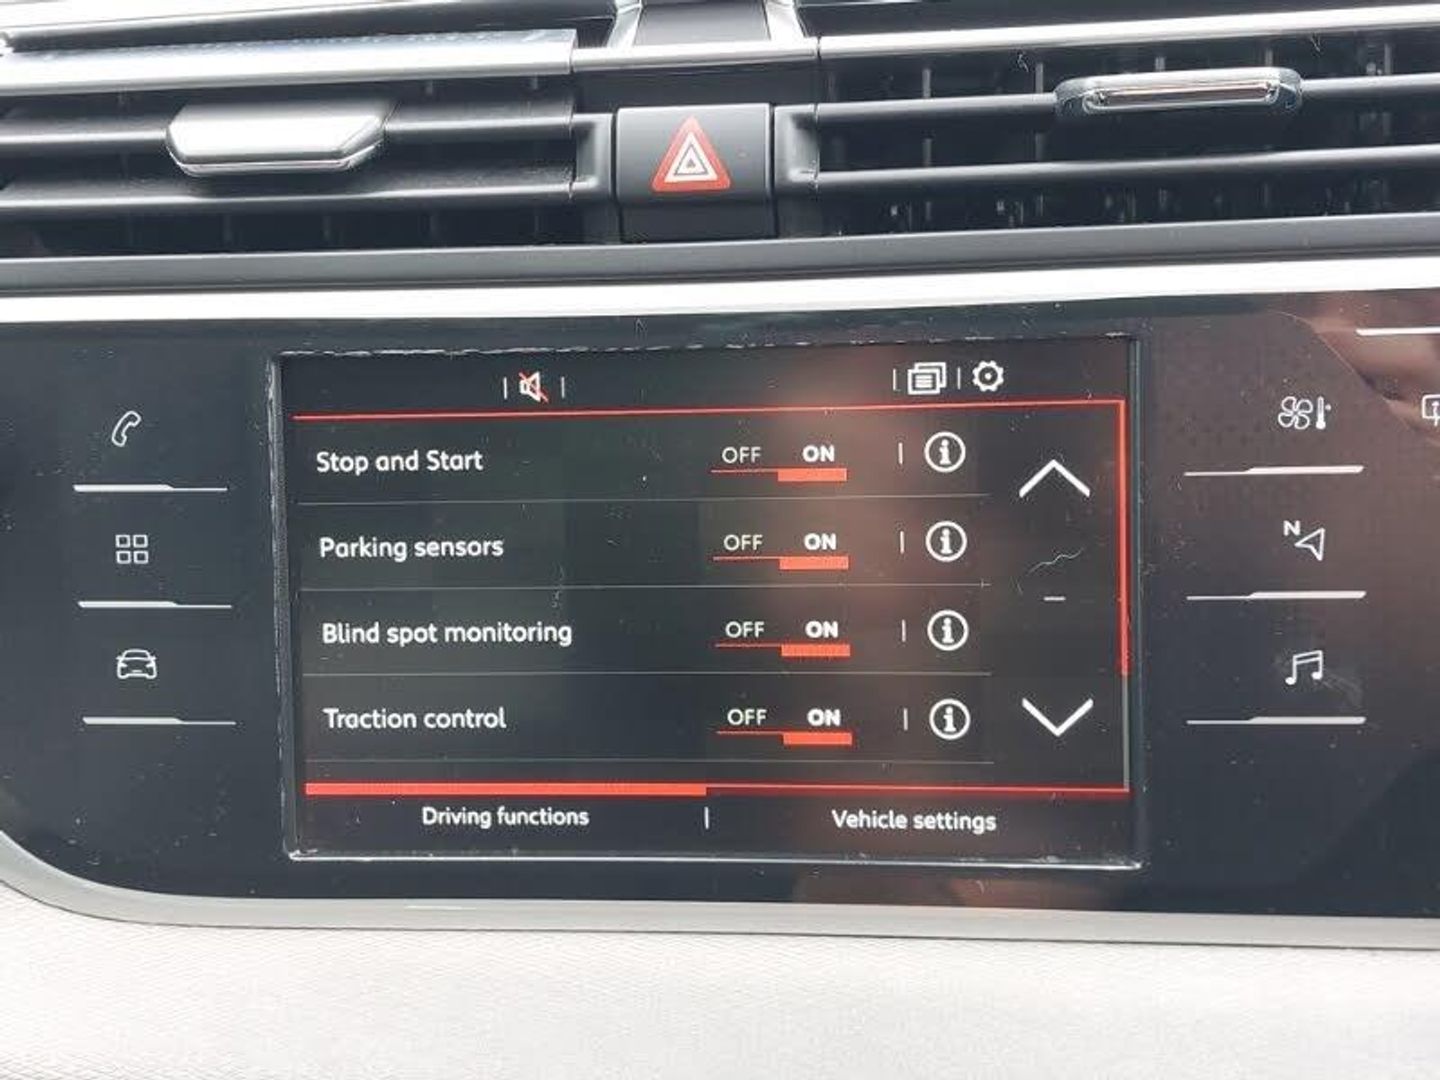 Stop and Start OFF ON
Parking sensors OFF ON
Blind spot monitoring OFF ON
Traction control OFF ON
Driving functions | Vehicle settings
N